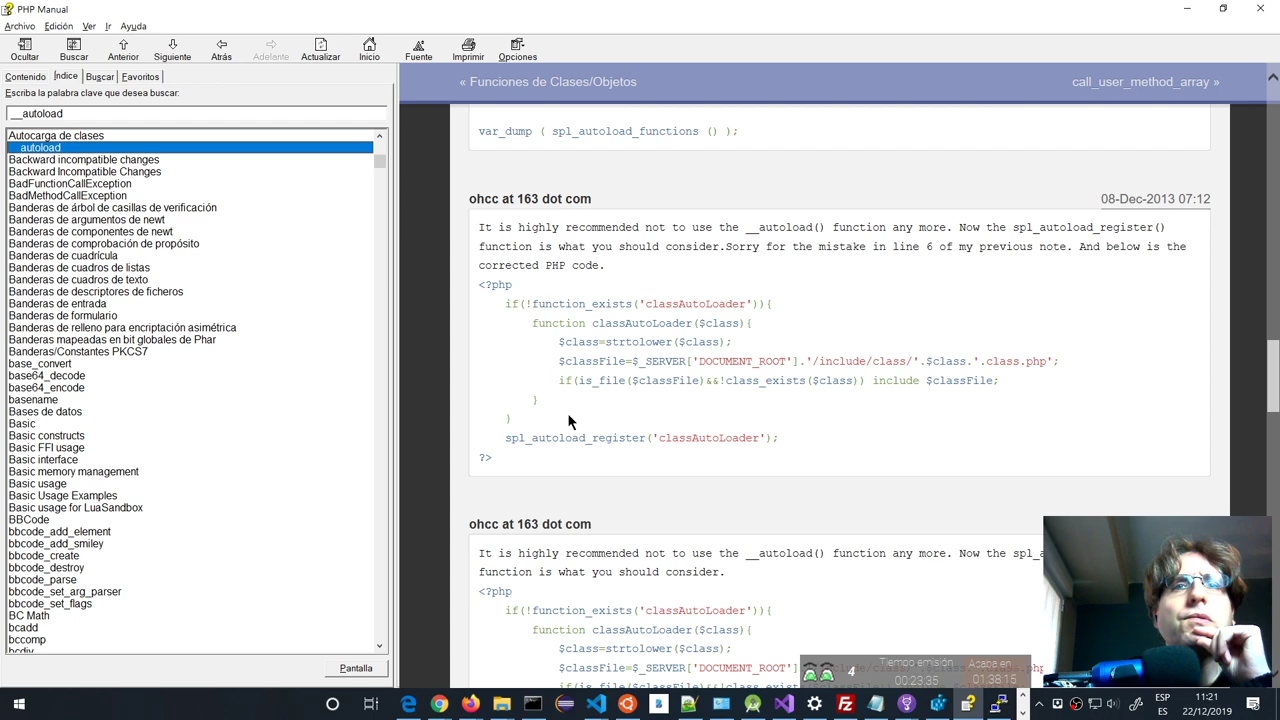 PHP Manual
Archivo Edición Ver Ir Ayuda
Ocultar Buscar Anterior Siguiente Atrás Adelante Actualizar Inicio Fuente Imprimir Opciones
Contenido Índice Buscar Favoritos
Escriba la palabra clave que desea buscar:
__autoload
Autocarga de clases
__autoload
Backward incompatible changes
Backward Incompatible Changes
BadFunctionCallException
BadMethodCallException
Banderas de árbol de casillas de verificación
Banderas de argumentos de newt
Banderas de componentes de newt
Banderas de comprobación de propósito
Banderas de cuadrícula
Banderas de cuadros de listas
Banderas de cuadros de texto
Banderas de descriptores de ficheros
Banderas de entrada
Banderas de formulario
Banderas de relleno para encriptación asimétrica
Banderas mapeadas en bit globales de Phar
Banderas/Constantes PKCS7
base_convert
base64_decode
base64_encode
basename
Bases de datos
Basic
Basic constructs
Basic FFI usage
Basic interface
Basic memory management
Basic usage
Basic Usage Examples
Basic usage for LuaSandbox
BBCode
bbcode_add_element
bbcode_add_smiley
bbcode_create
bbcode_destroy
bbcode_parse
bbcode_set_arg_parser
bbcode_set_flags
BC Math
bcadd
bccomp
bcdiv
Pantalla
« Funciones de Clases/Objetos call_user_method_array »
var_dump ( spl_autoload_functions () );
ohcc at 163 dot com 08-Dec-2013 07:12
It is highly recommended not to use the __autoload() function any more. Now the spl_autoload_register()
function is what you should consider.Sorry for the mistake in line 6 of my previous note. And below is the
corrected PHP code.
<?php
if(!function_exists('classAutoLoader')){
function classAutoLoader($class){
$class=strtolower($class);
$classFile=$_SERVER['DOCUMENT_ROOT'].'/include/class/'.$class.'.class.php';
if(is_file($classFile)&&!class_exists($class)) include $classFile;
}
}
spl_autoload_register('classAutoLoader');
?>
ohcc at 163 dot com
It is highly recommended not to use the __autoload() function any more. Now the spl_a
function is what you should consider.
<?php
if(!function_exists('classAutoLoader')){
function classAutoLoader($class){
$class=strtolower($class);
$classFile=$_SERVER['DOCUMENT_ROOT']
4
Tiempo emisión
00:23:35
Acaba en
01:38:15
ESP
ES
11:21
22/12/2019